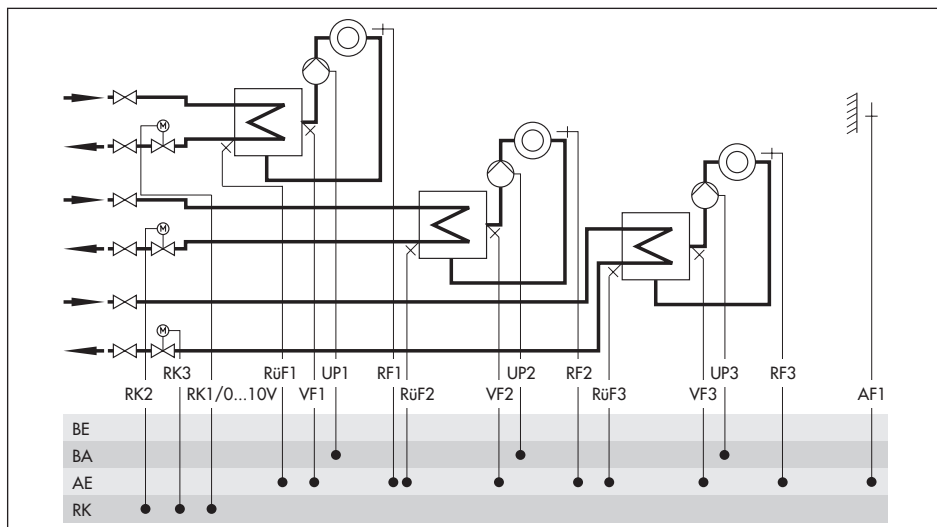 M
M
M
RK3 RüF1 UP1 RF1 UP2 RF2 UP3 RF3
RK2 RK1/0...10V VF1 RüF2 VF2 RüF3 VF3 AF1
BE
BA
AE
RK